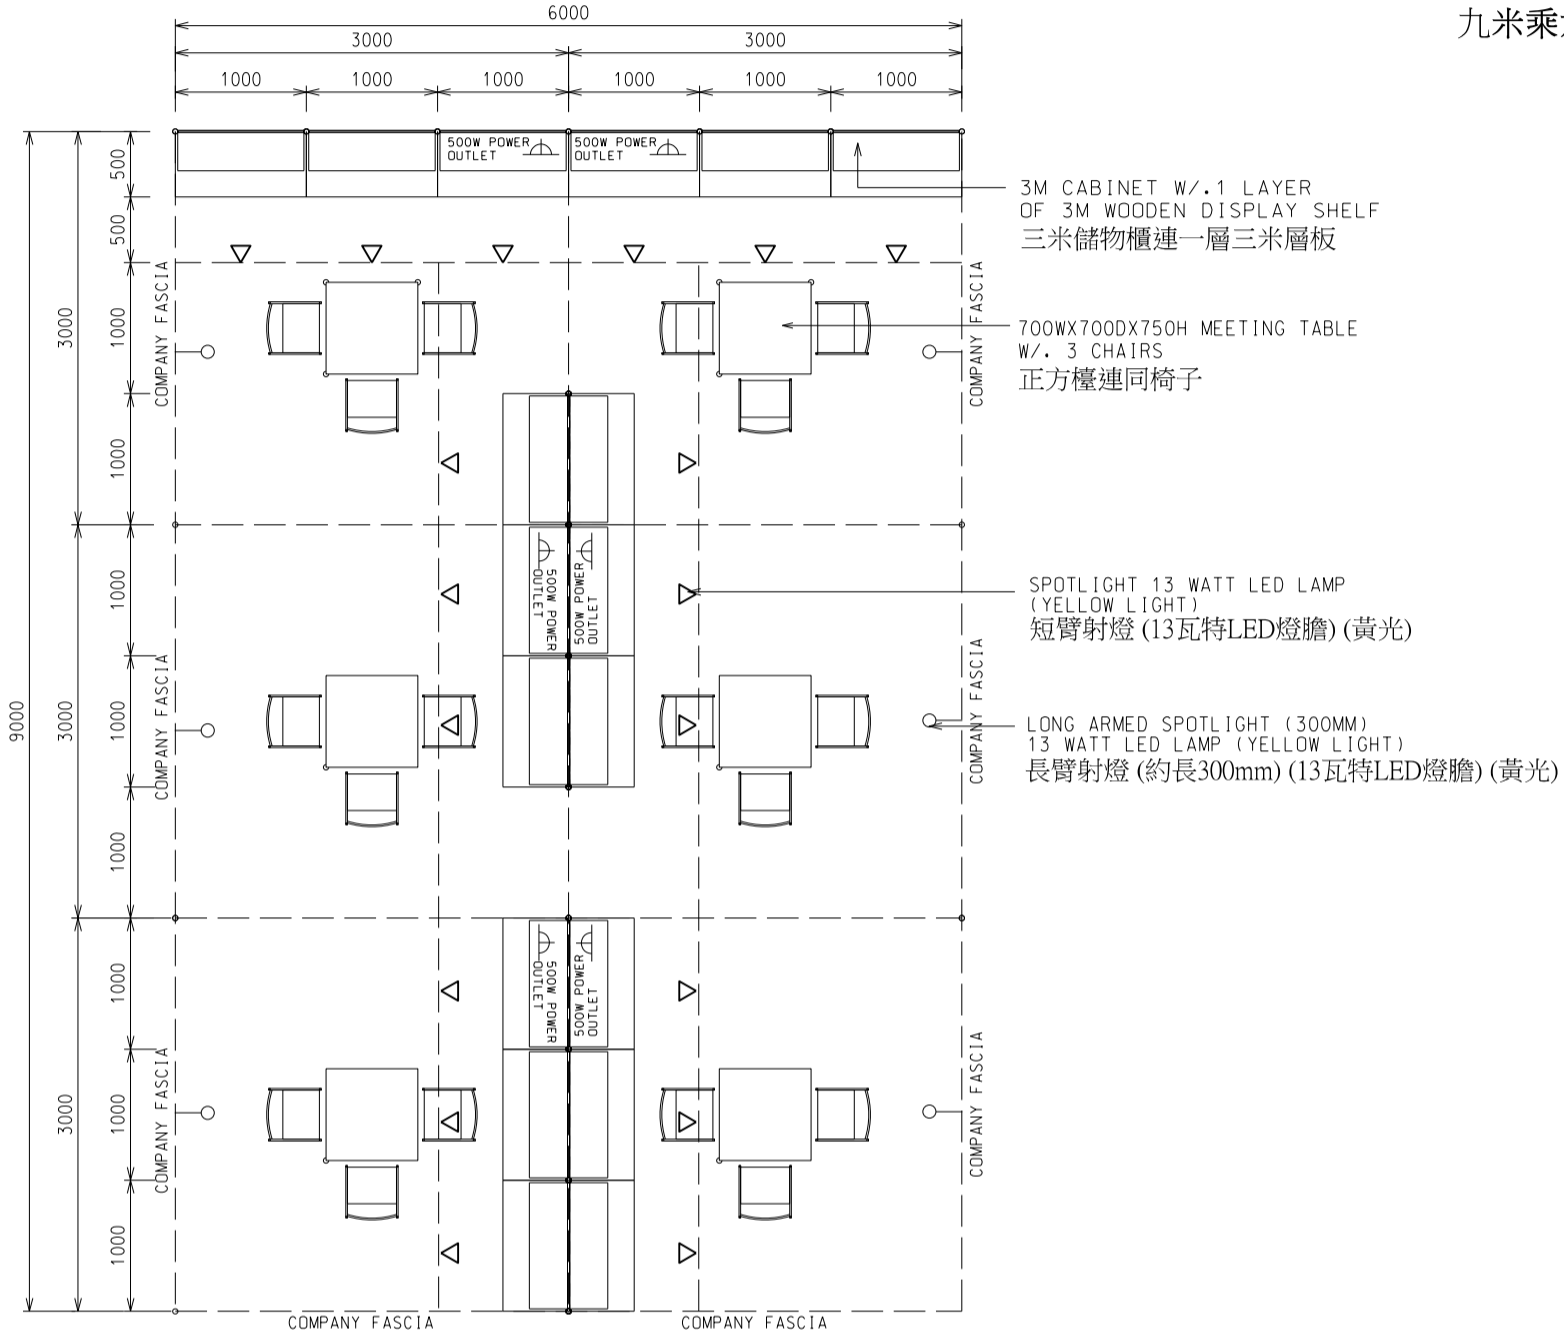 6000
九米乘
3000
3000
1000
1000
1000
1000
1000
1000
500W POWER
OUTLET
500W POWER
OUTLET
500
500
3M CABINET W/.1 LAYER
OF 3M WOODEN DISPLAY SHELF
三米儲物櫃連一層三米層板
COMPANY FASCIA
COMPANY FASCIA
3000
1000
700WX700DX750H MEETING TABLE
W/. 3 CHAIRS
正方檯連同椅子
1000
1000
500W POWER
OUTLET
500W POWER
OUTLET
SPOTLIGHT 13 WATT LED LAMP
(YELLOW LIGHT)
短臂射燈 (13瓦特LED燈膽) (黃光)
9000
3000
1000
COMPANY FASCIA
COMPANY FASCIA
LONG ARMED SPOTLIGHT (300MM)
13 WATT LED LAMP (YELLOW LIGHT)
長臂射燈 (約長300mm) (13瓦特LED燈膽) (黃光)
1000
1000
500W POWER
OUTLET
500W POWER
OUTLET
3000
1000
COMPANY FASCIA
COMPANY FASCIA
1000
COMPANY FASCIA
COMPANY FASCIA